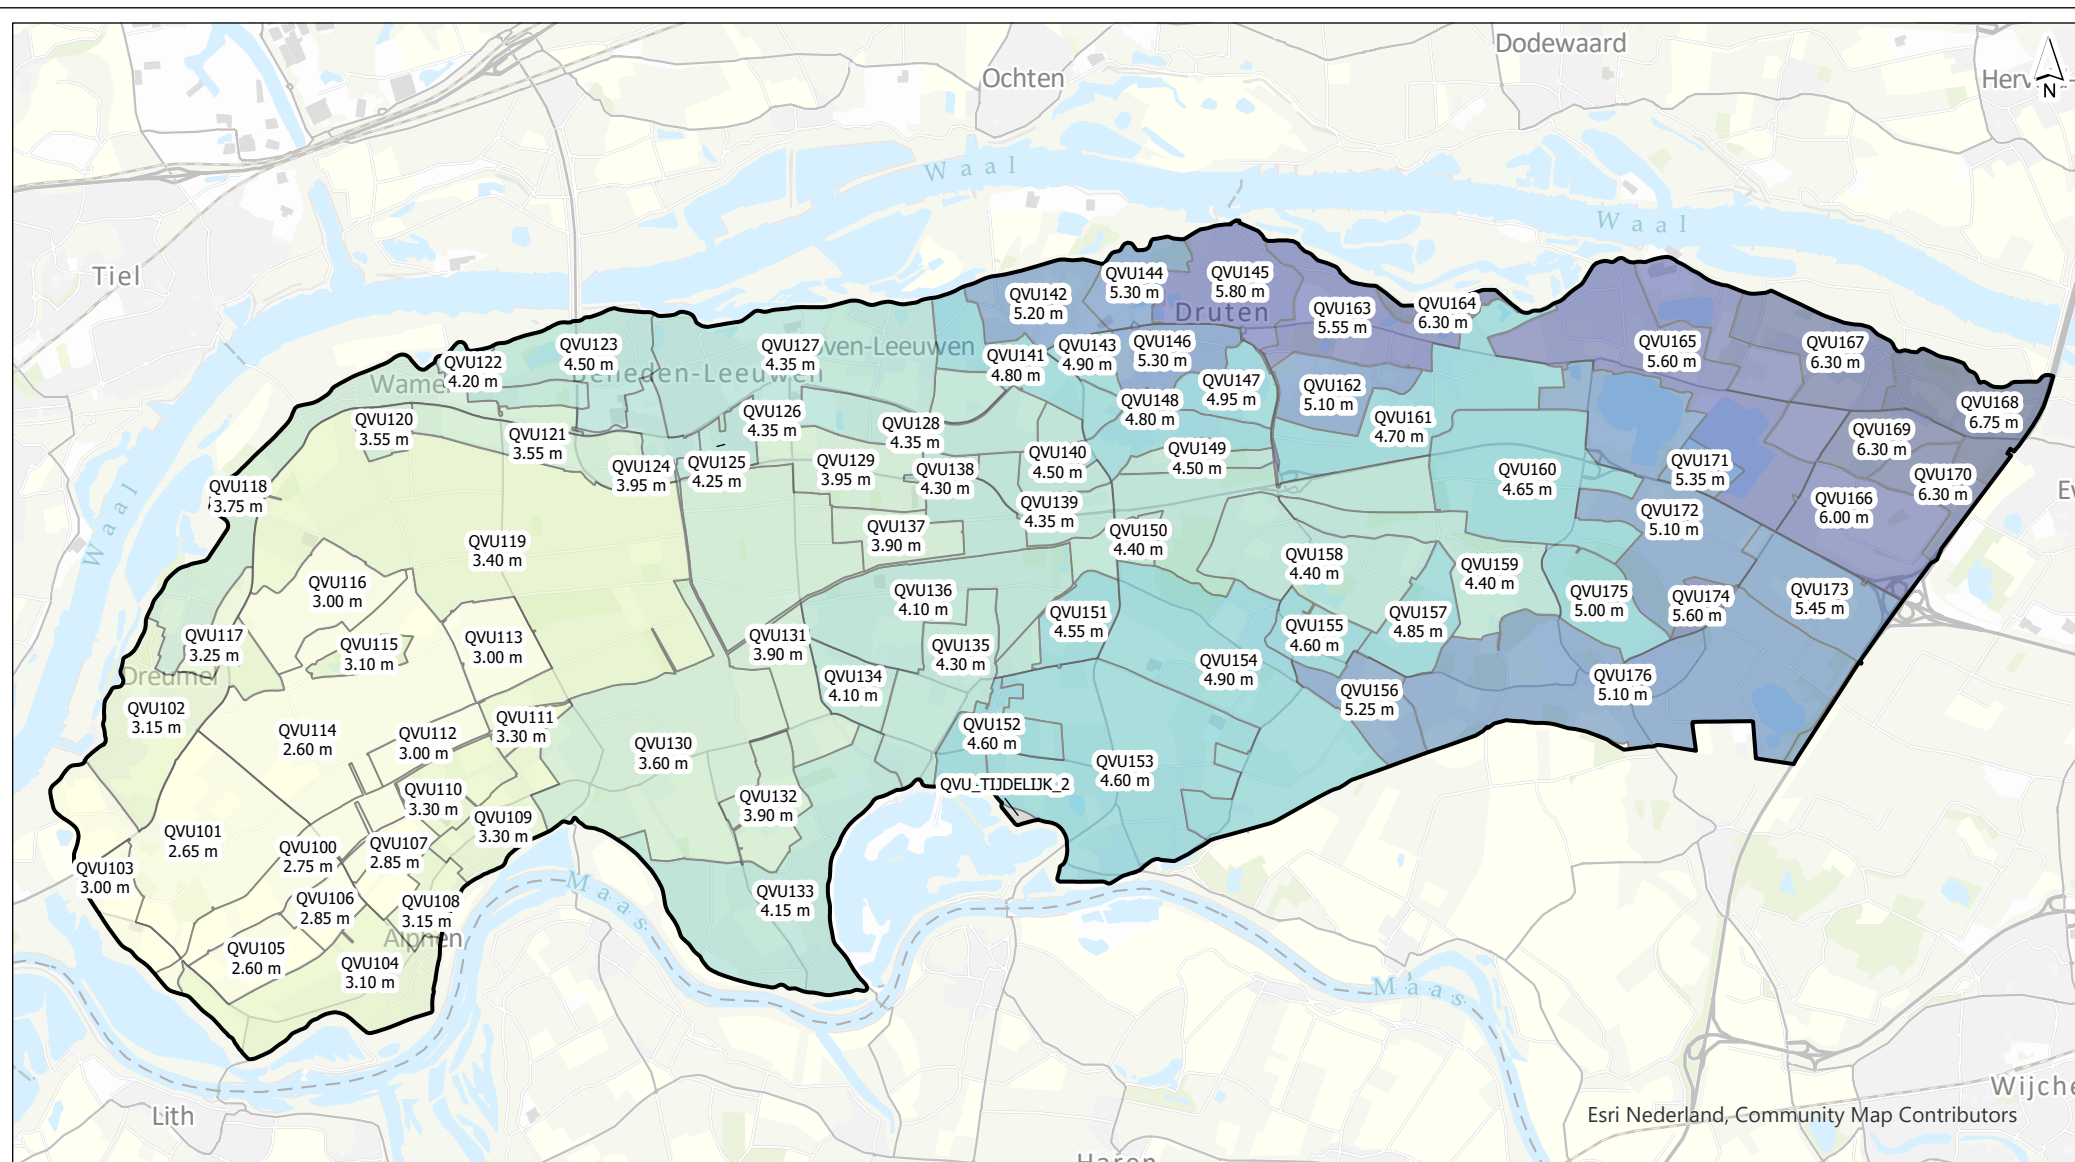 Dodewaard
Ochten
Herv
N
Waal
Waal
Tiel
QVU144
5.30 m
QVU145
5.80 m
QVU142
5.20 m
Druten
QVU163
5.55 m
QVU164
6.30 m
QVU123
4.50 m
QVU127
4.35 m
oven-Leeuwen
QVU143
4.90 m
QVU146
5.30 m
QVU165
5.60 m
QVU167
6.30 m
QVU122
4.20 m
Wamel
Beneden-Leeuwen
QVU141
4.80 m
QVU147
4.95 m
QVU162
5.10 m
QVU120
3.55 m
QVU126
4.35 m
QVU148
4.80 m
QVU161
4.70 m
QVU168
6.75 m
QVU121
3.55 m
QVU128
4.35 m
QVU169
6.30 m
QVU124
3.95 m
QVU125
4.25 m
QVU129
3.95 m
QVU138
4.30 m
QVU140
4.50 m
QVU149
4.50 m
QVU160
4.65 m
QVU171
5.35 m
QVU170
6.30 m
QVU118
3.75 m
Ev
Waal
QVU139
4.35 m
QVU166
6.00 m
QVU172
5.10 m
QVU137
3.90 m
QVU150
4.40 m
QVU119
3.40 m
QVU158
4.40 m
QVU159
4.40 m
QVU116
3.00 m
QVU136
4.10 m
QVU151
4.55 m
QVU157
4.85 m
QVU175
5.00 m
QVU174
5.60 m
QVU173
5.45 m
QVU117
3.25 m
QVU115
3.10 m
QVU113
3.00 m
QVU131
3.90 m
QVU135
4.30 m
QVU155
4.60 m
Dreumel
QVU134
4.10 m
QVU154
4.90 m
QVU156
5.25 m
QVU176
5.10 m
QVU102
3.15 m
QVU114
2.60 m
QVU112
3.00 m
QVU111
3.30 m
QVU130
3.60 m
QVU152
4.60 m
QVU153
4.60 m
QVU_TIJDELIJK_2
QVU110
3.30 m
QVU132
3.90 m
QVU109
3.30 m
QVU101
2.65 m
QVU100
2.75 m
QVU107
2.85 m
QVU103
3.00 m
Maas
QVU106
2.85 m
QVU108
3.15 m
QVU133
4.15 m
Alphen
QVU105
2.60 m
QVU104
3.10 m
Maas
Lith
Wijche
Esri Nederland, Community Map Contributors
Haren